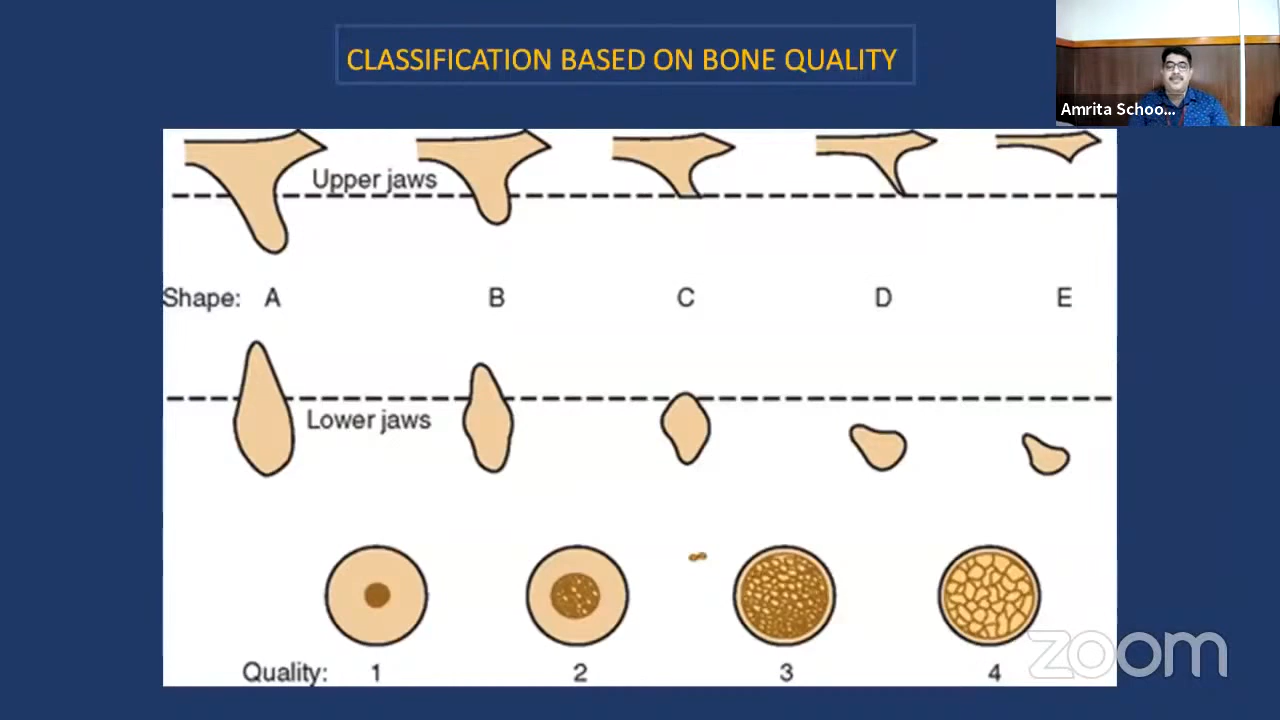 CLASSIFICATION BASED ON BONE QUALITY
Amrita Schoo...
Upper jaws
Shape: A B C D E
Lower jaws
Quality: 1 2 3 4
zoom